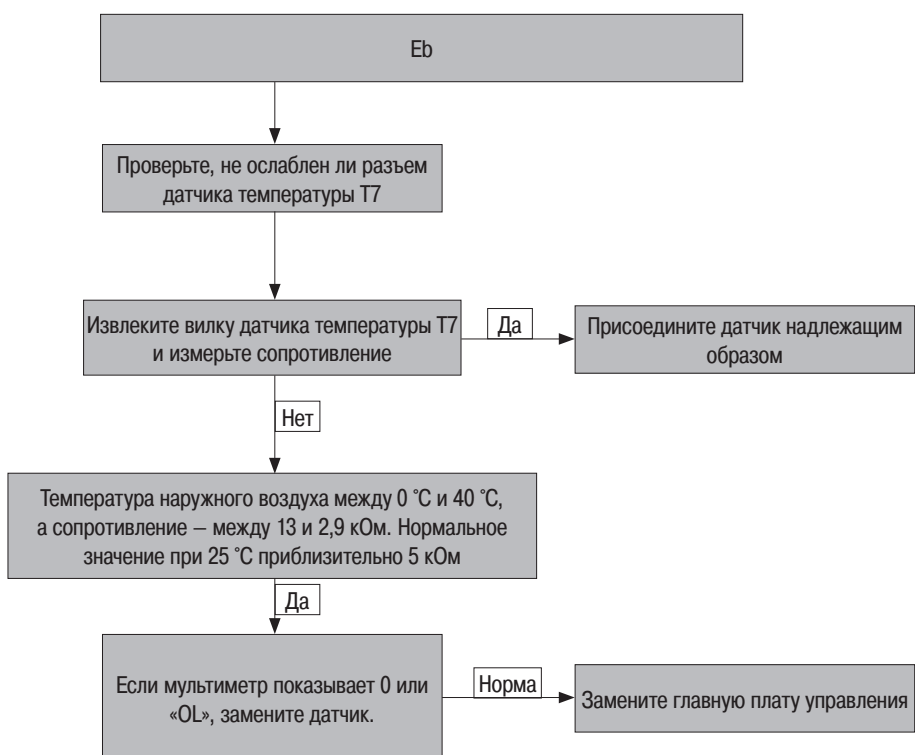 Eb
Проверьте, не ослаблен ли разъем
датчика температуры T7
Извлеките вилку датчика температуры T7
и измерьте сопротивление
Да
Присоедините датчик надлежащим
образом
Нет
Температура наружного воздуха между 0 °C и 40 °C,
а сопротивление – между 13 и 2,9 кОм. Нормальное
значение при 25 °C приблизительно 5 кОм
Да
Если мультиметр показывает 0 или
«OL», замените датчик.
Норма
Замените главную плату управления